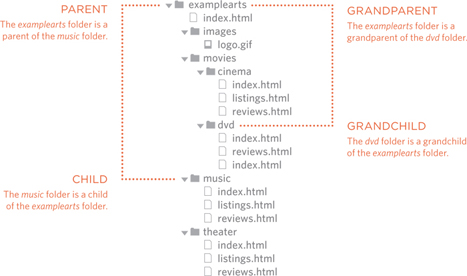 PARENT
The examplearts folder is a
parent of the music folder.
CHILD
The music folder is a child
of the examplearts folder.
examplearts
index.html
images
logo.gif
movies
cinema
index.html
listings.html
reviews.html
dvd
index.html
reviews.html
index.html
music
index.html
listings.html
reviews.html
theater
index.html
listings.html
reviews.html
GRANDPARENT
The examplearts folder is a
grandparent of the dvd folder.
GRANDCHILD
The dvd folder is a grandchild
of the examplearts folder.